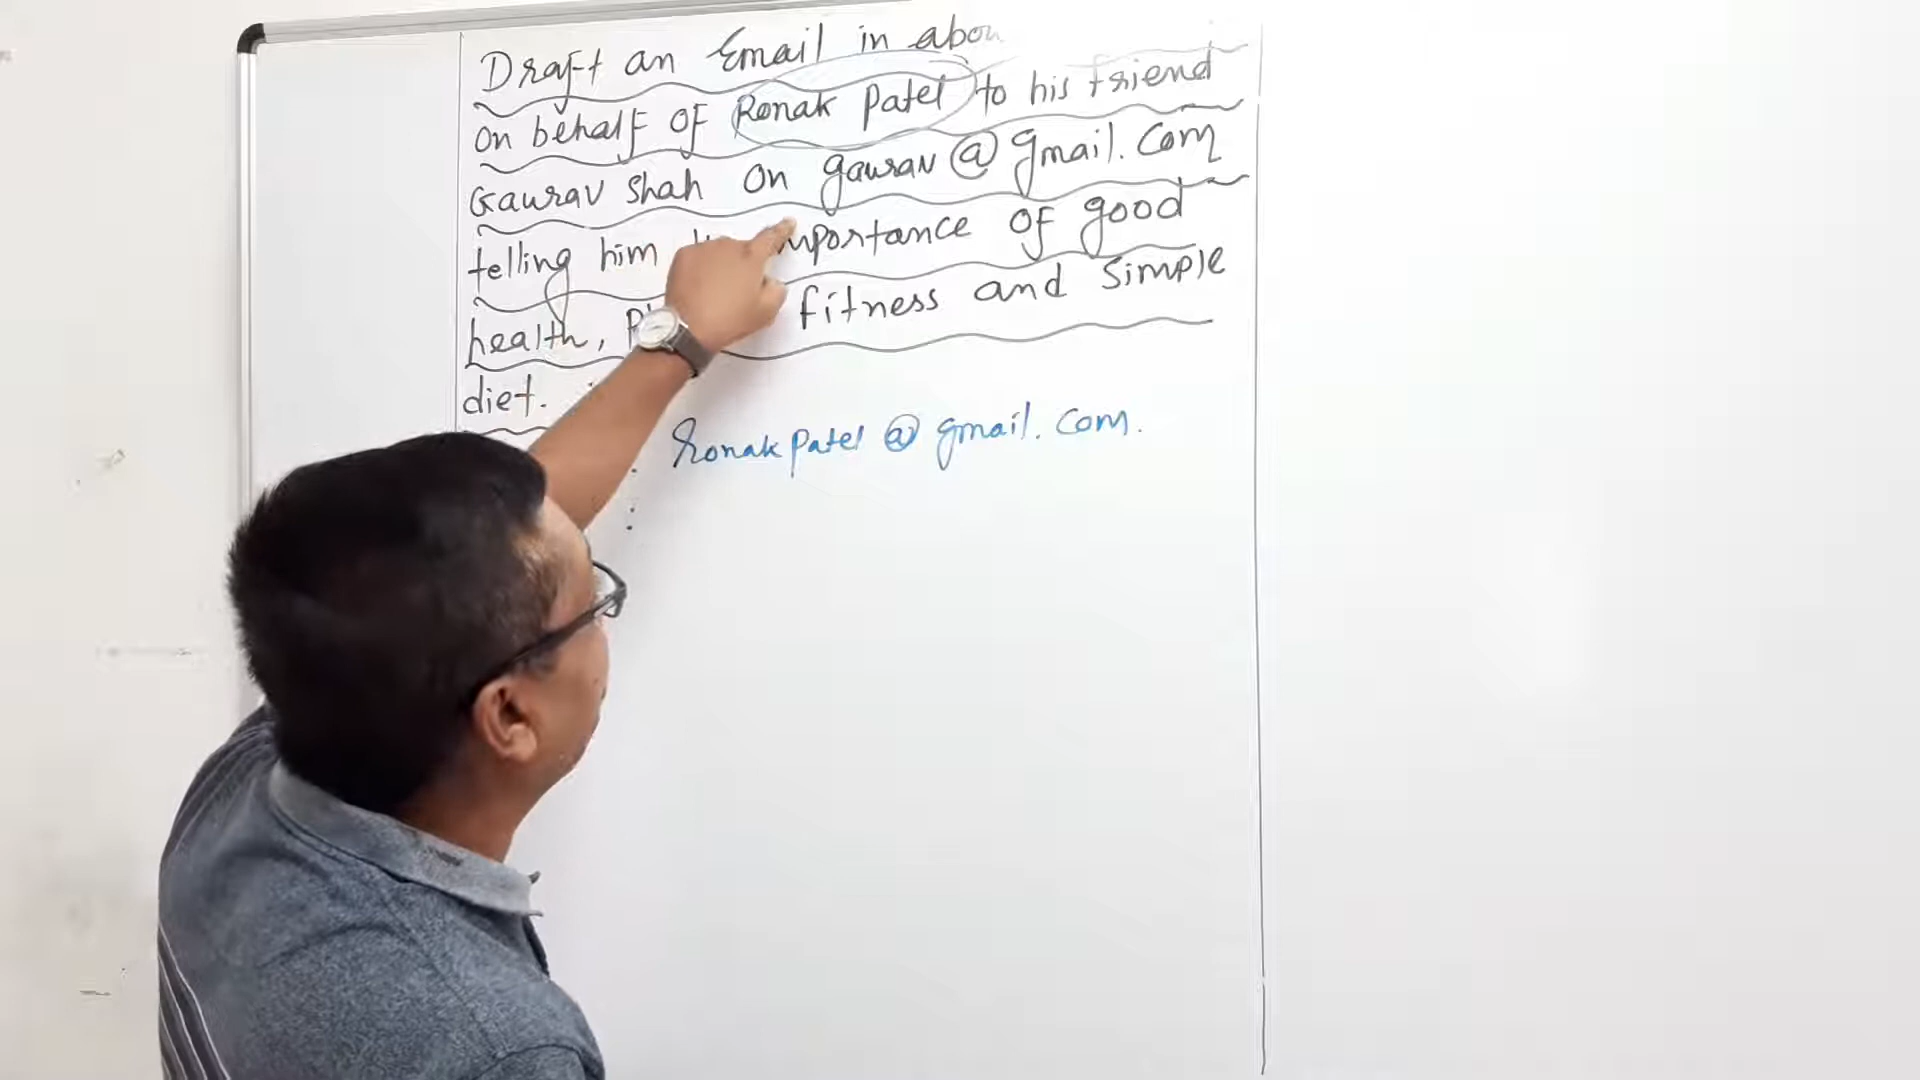 Draft an Email in
on behalf of Ronak Patel to his friend
Gaurav Shah on gaurav@gmail.com
telling him importance of good
health, fitness and simple
diet.
: ronakpatel@gmail.com.
: